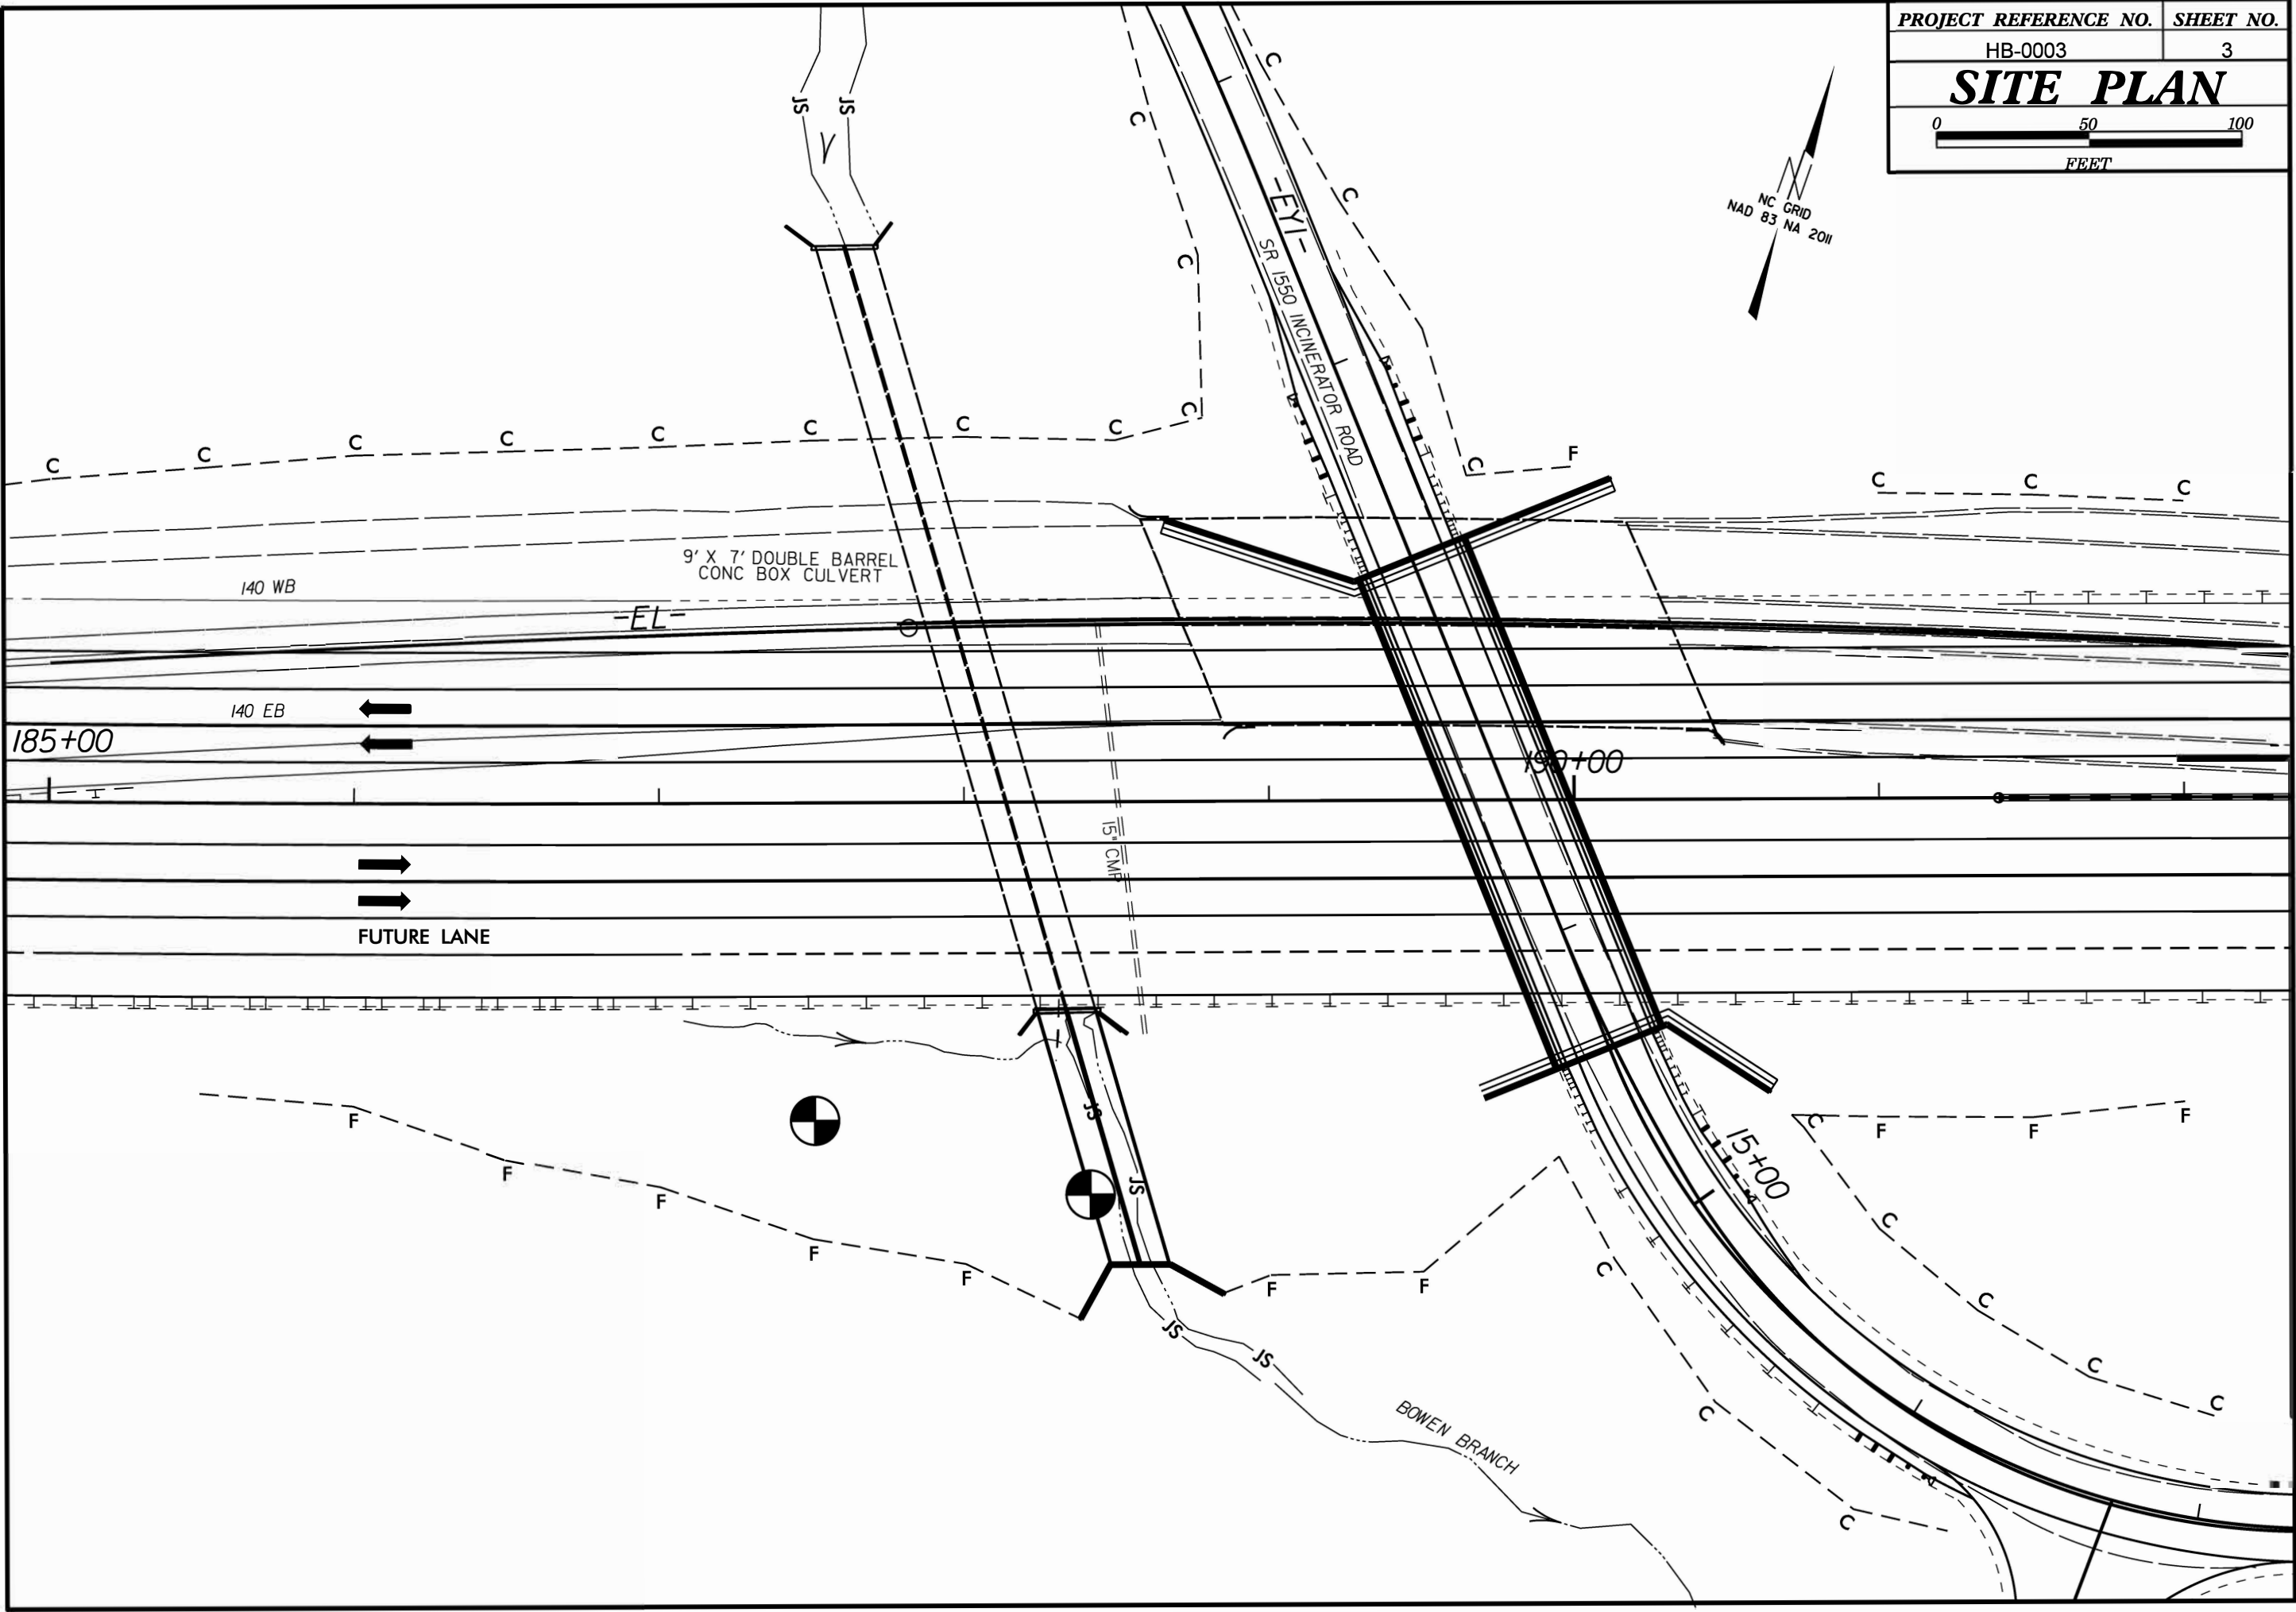 PROJECT REFERENCE NO. SHEET NO.
HB-0003 3
SITE PLAN
0 50 100
FEET
NC GRID
NAD 83 NA 2011
JS JS
C
C
C
C
-EY1-
SR 1550 INCINERATOR ROAD
C C C C C C C C C
C F
C C C
9' X 7' DOUBLE BARREL
CONC BOX CULVERT
140 WB
-EL-
140 EB
185+00
190+00
15" CMP
FUTURE LANE
JS
JS
15+00
F F F F F
F F
C F F F
JS
JS
C
C
C
C
C
C
C
BOWEN BRANCH